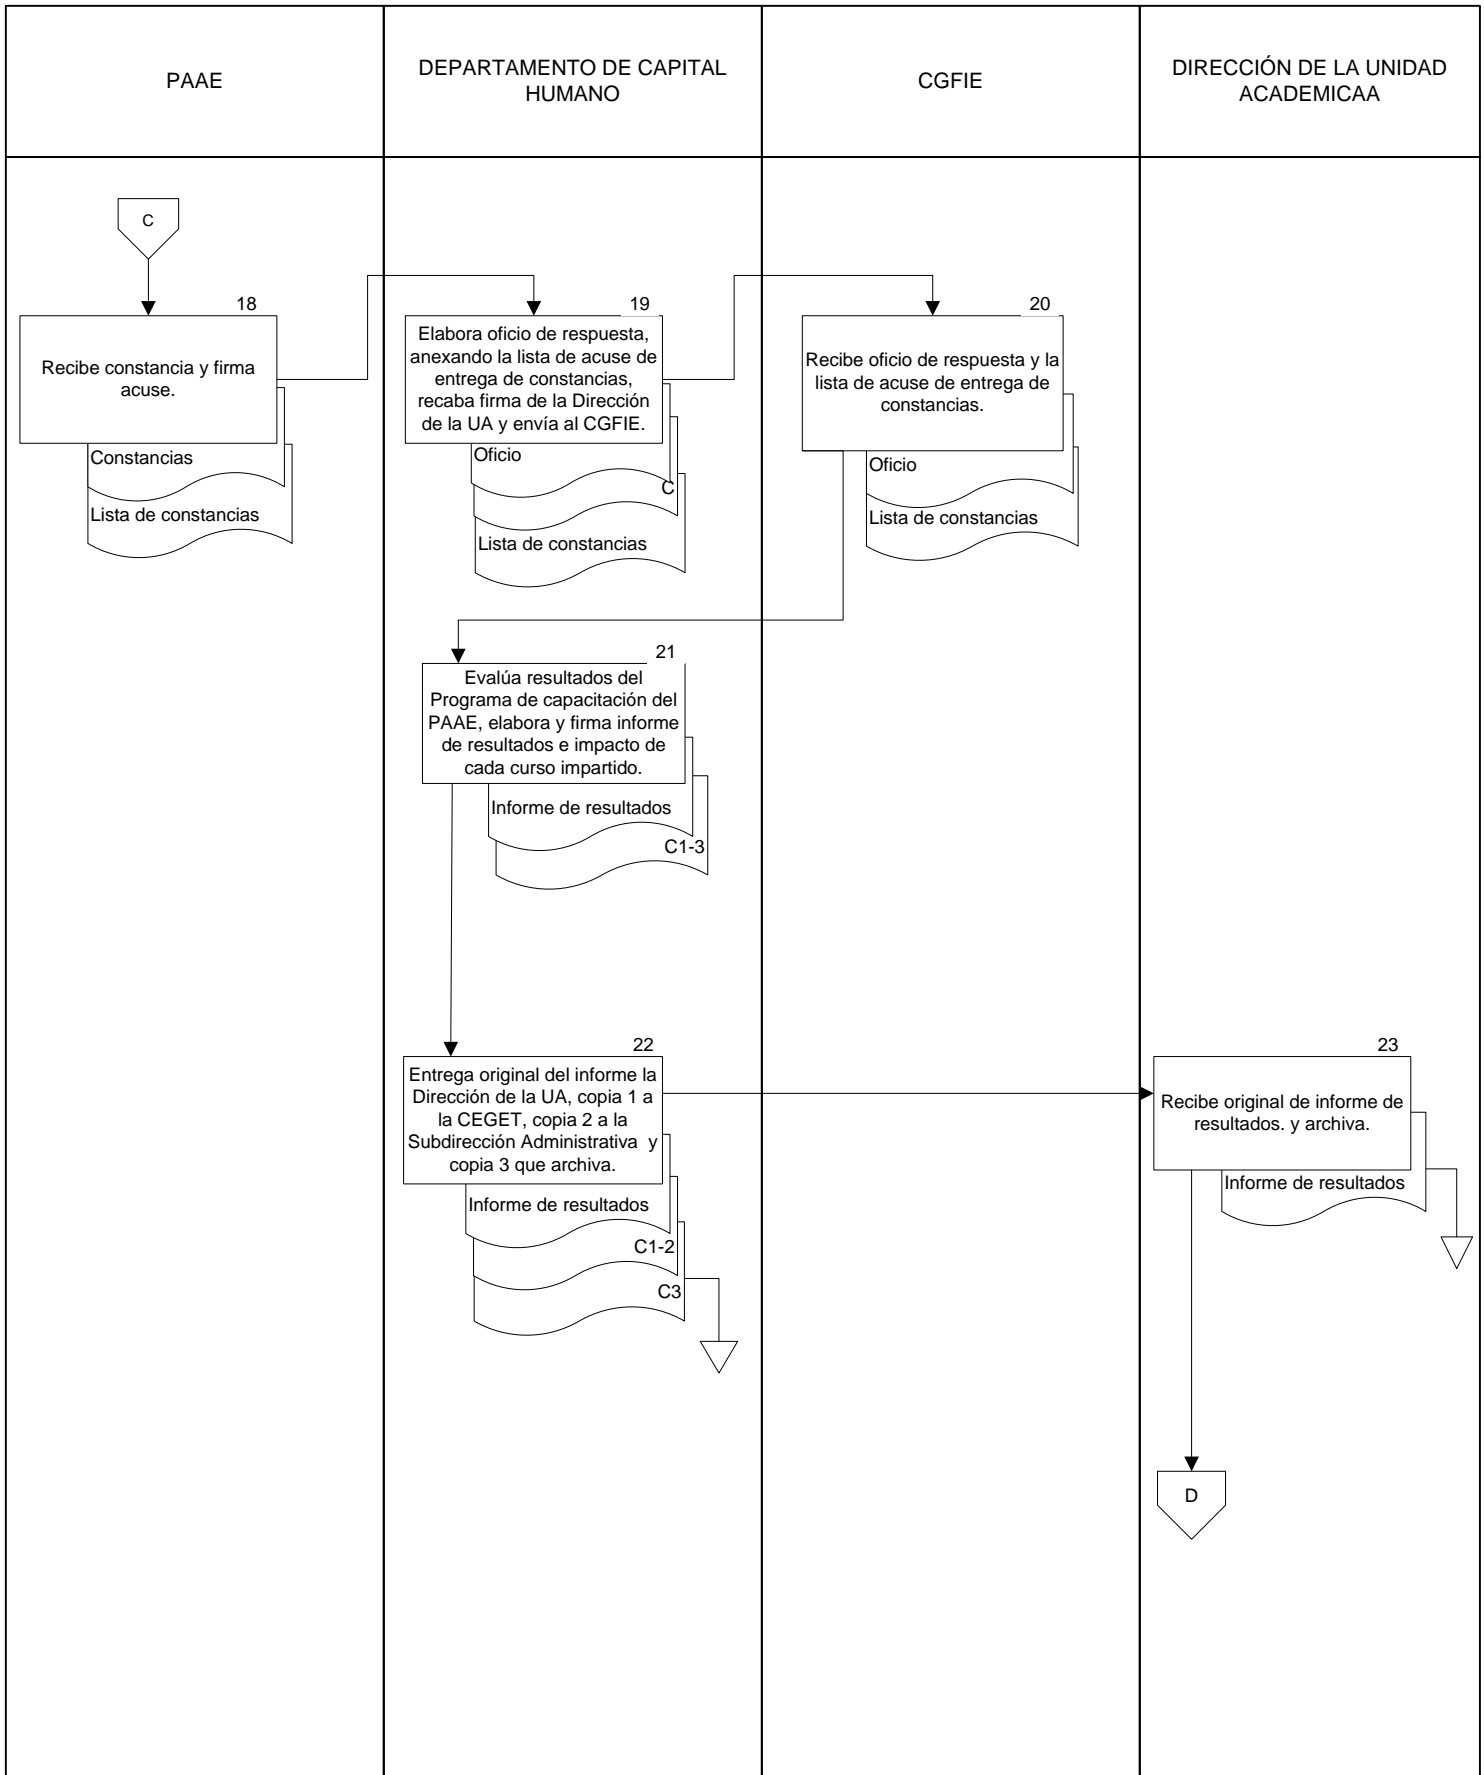 PAAE
DEPARTAMENTO DE CAPITAL
HUMANO
CGFIE
DIRECCIÓN DE LA UNIDAD
ACADEMICAA
C
18
Recibe constancia y firma
acuse.
Constancias
Lista de constancias
19
Elabora oficio de respuesta,
anexando la lista de acuse de
entrega de constancias,
recaba firma de la Dirección
de la UA y envía al CGFIE.
Oficio
C
Lista de constancias
20
Recibe oficio de respuesta y la
lista de acuse de entrega de
constancias.
Oficio
Lista de constancias
21
Evalúa resultados del
Programa de capacitación del
PAAE, elabora y firma informe
de resultados e impacto de
cada curso impartido.
Informe de resultados
C1-3
22
Entrega original del informe la
Dirección de la UA, copia 1 a
la CEGET, copia 2 a la
Subdirección Administrativa y
copia 3 que archiva.
Informe de resultados
C1-2
C3
23
Recibe original de informe de
resultados. y archiva.
Informe de resultados
D